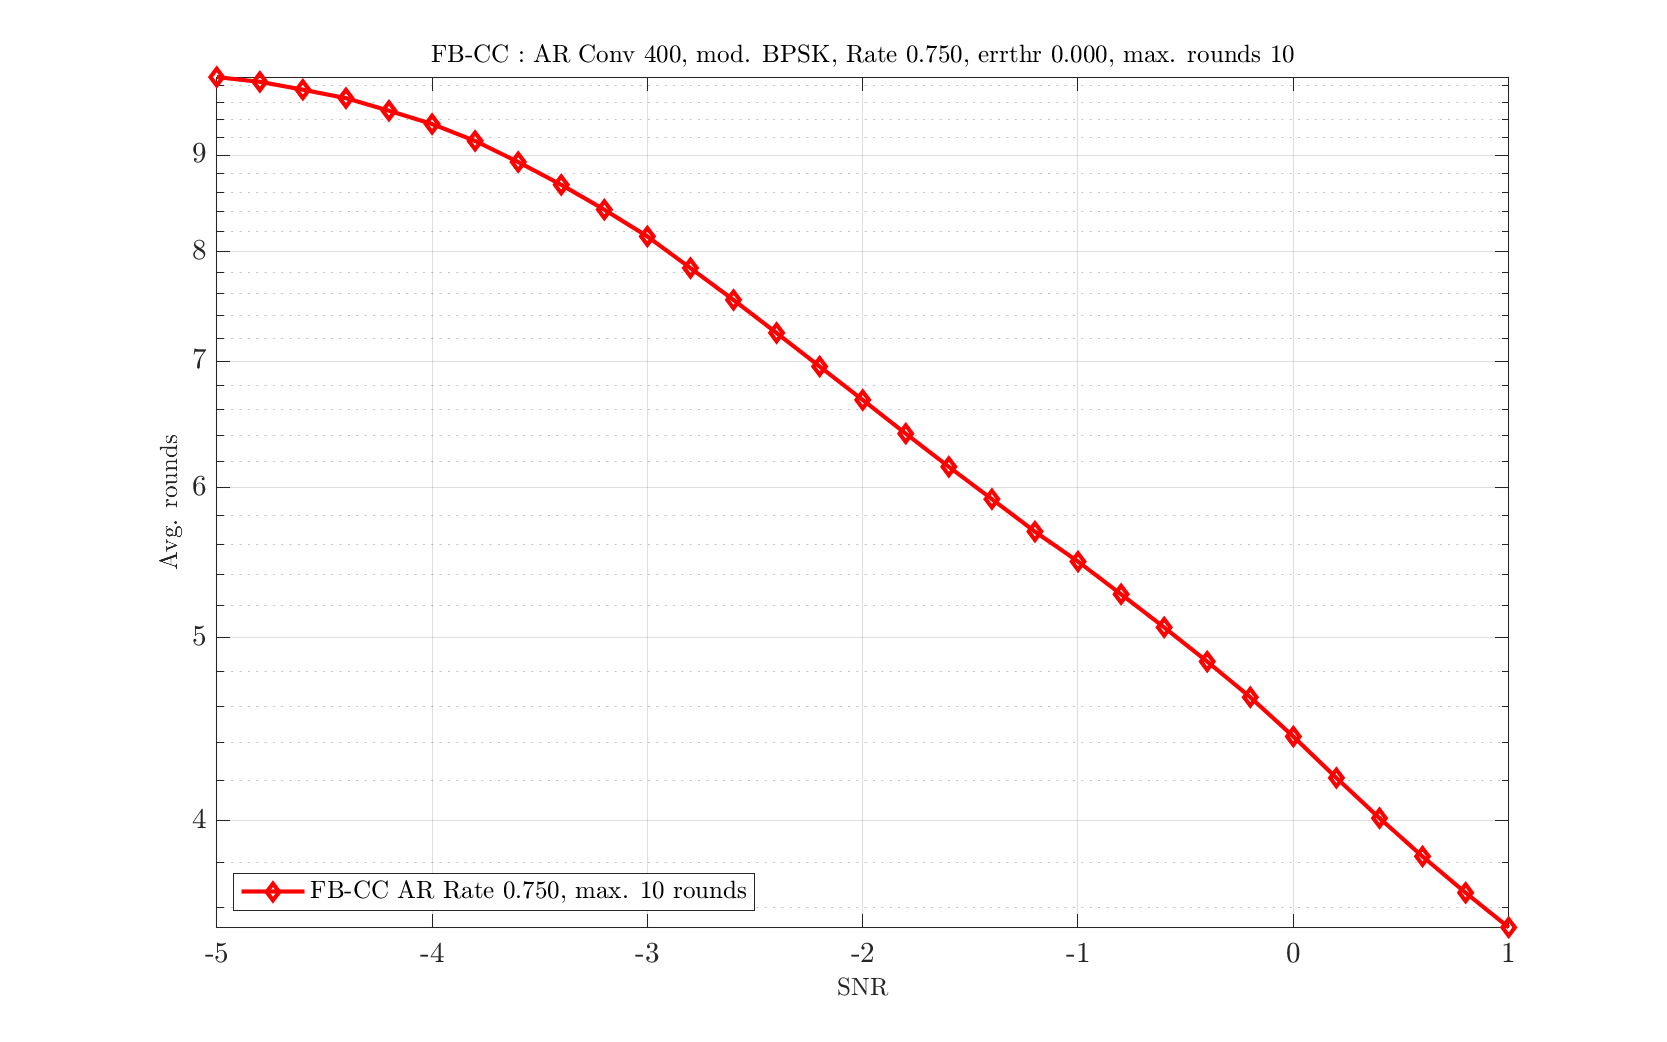 FB-CC : AR Conv 400, mod. BPSK, Rate 0.750, errthr 0.000, max. rounds 10
9
8
7
6
5
4
Avg. rounds
FB-CC AR Rate 0.750, max. 10 rounds
-5 -4 -3 -2 -1 0 1
SNR